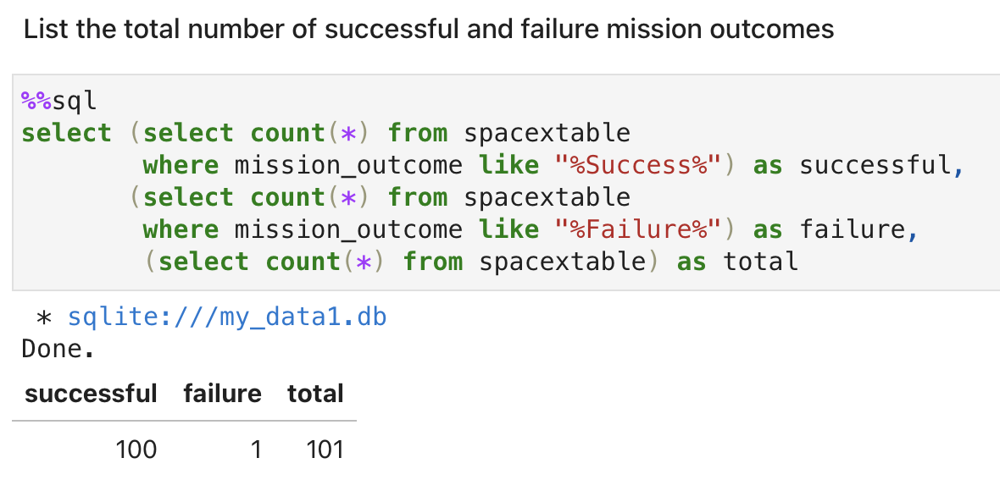 List the total number of successful and failure mission outcomes
%%sql
select (select count(*) from spacextable
where mission_outcome like "%Success%") as successful,
(select count(*) from spacextable
where mission_outcome like "%Failure%") as failure,
(select count(*) from spacextable) as total
* sqlite:///my_data1.db
Done.
successful failure total
100 1 101